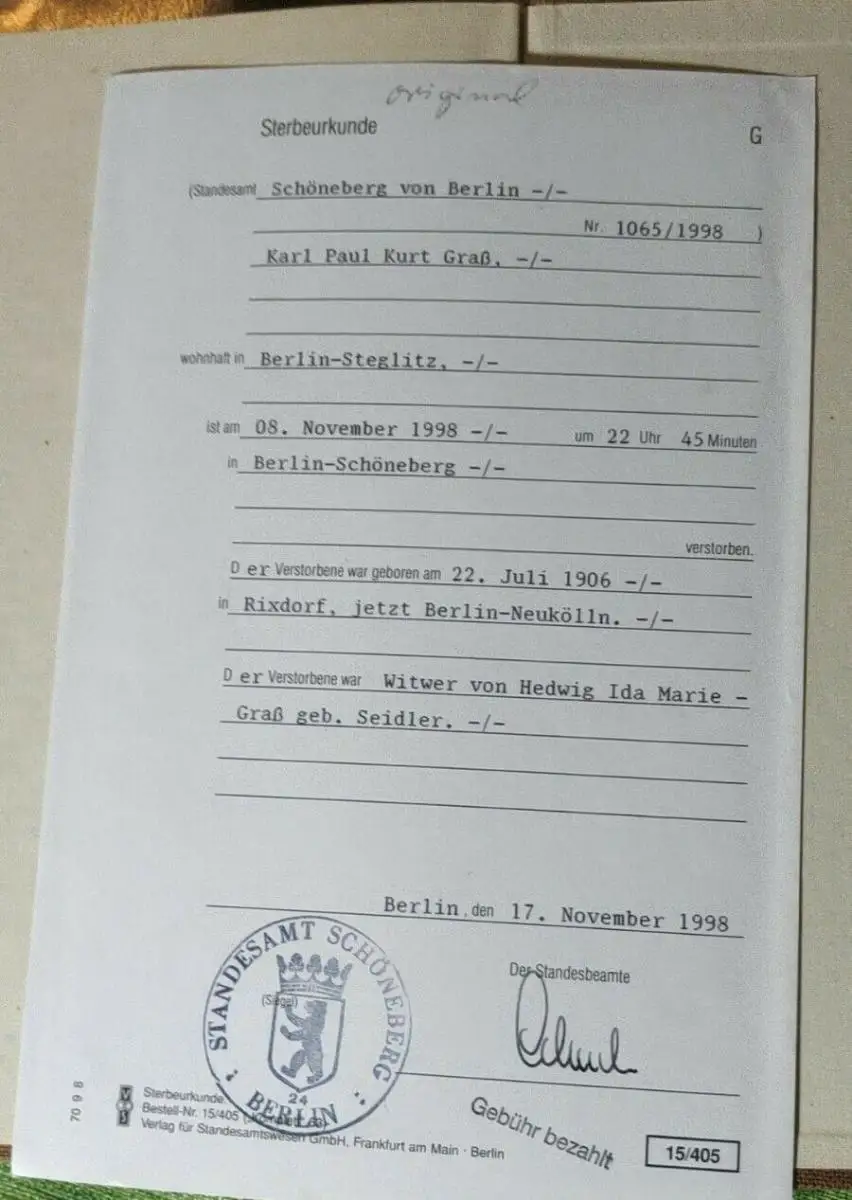 original
Sterbeurkunde
G
(Standesamt Schöneberg von Berlin -/-
Nr. 1065/1998 )
Karl Paul Kurt Graß, -/-
wohnhaft in Berlin-Steglitz, -/-
ist am 08. November 1998 -/- um 22 Uhr 45 Minuten
in Berlin-Schöneberg -/-
verstorben.
D er Verstorbene war geboren am 22. Juli 1906 -/-
in Rixdorf, jetzt Berlin-Neukölln. -/-
D er Verstorbene war Witwer von Hedwig Ida Marie -
Graß geb. Seidler. -/-
Berlin, den 17. November 1998
Der Standesbeamte
(Siegel)
STANDESAMT SCHÖNEBERG
24
BERLIN
70 9 8
Sterbeurkunde
Bestell-Nr. 15/405
Verlag für Standesamtswesen GmbH, Frankfurt am Main · Berlin
Gebühr bezahlt
15/405